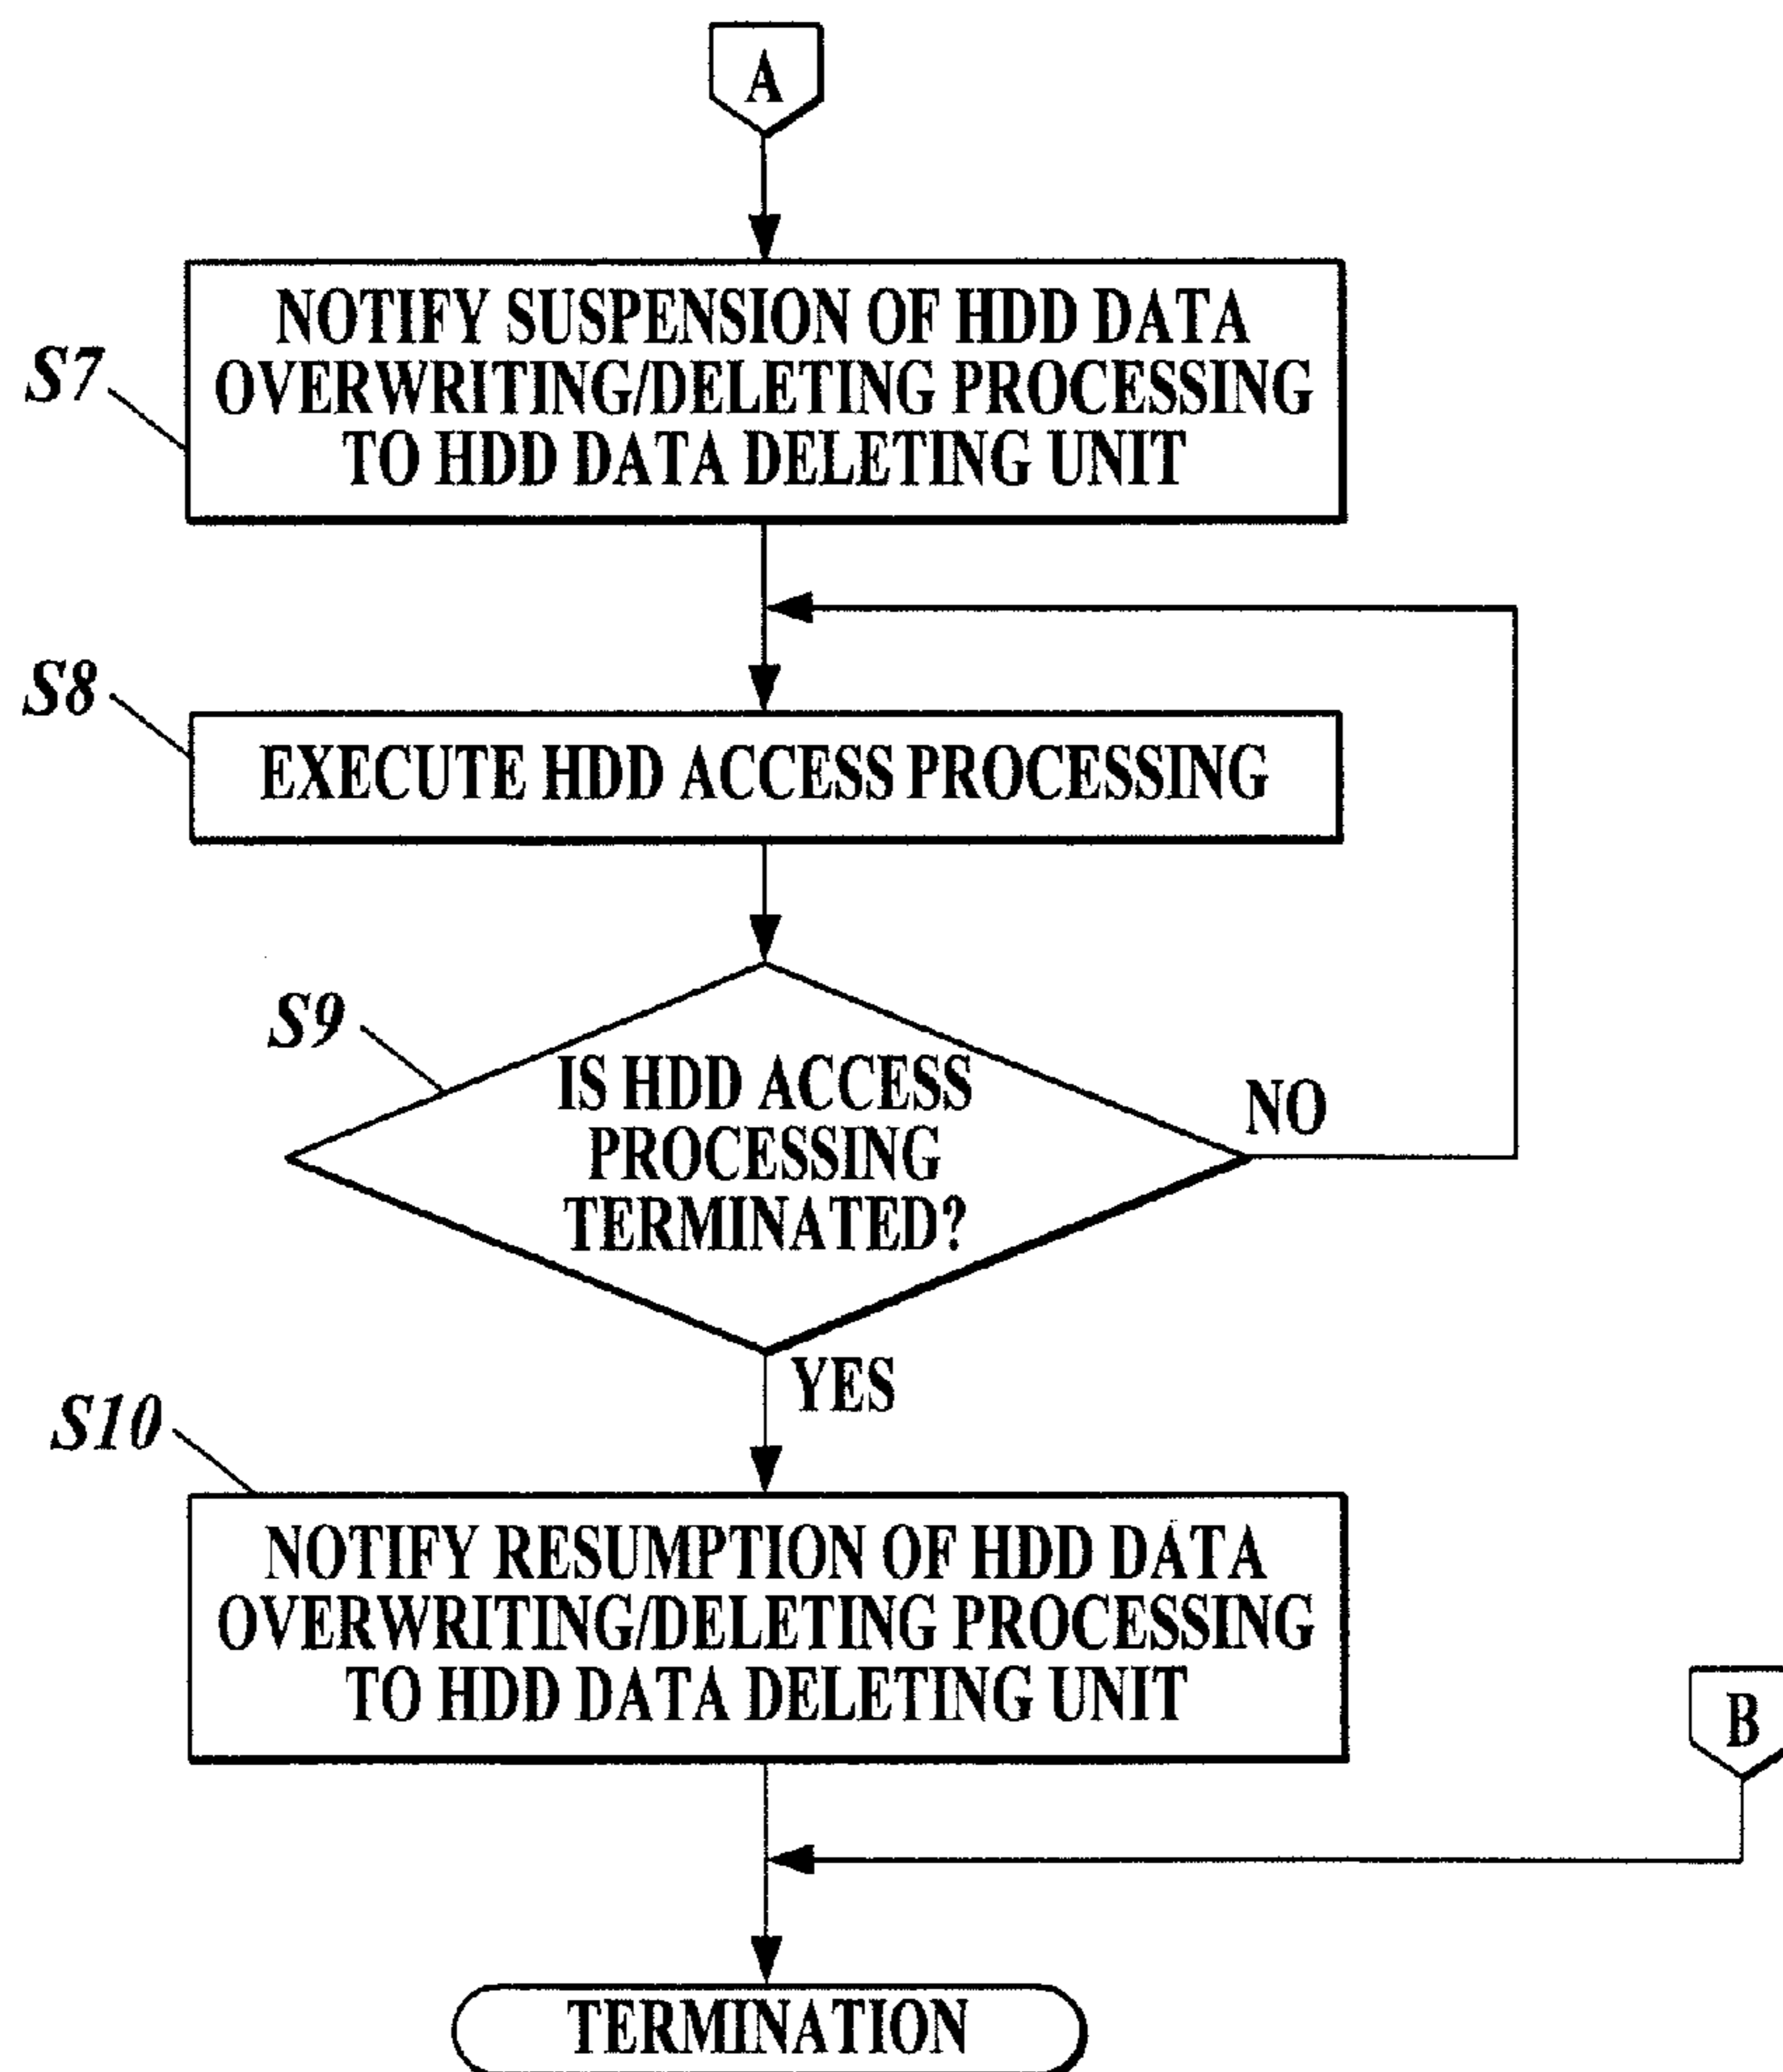 A
S7
NOTIFY SUSPENSION OF HDD DATA
OVERWRITING/DELETING PROCESSING
TO HDD DATA DELETING UNIT
S8
EXECUTE HDD ACCESS PROCESSING
S9
IS HDD ACCESS
PROCESSING
TERMINATED?
NO
YES
S10
NOTIFY RESUMPTION OF HDD DATA
OVERWRITING/DELETING PROCESSING
TO HDD DATA DELETING UNIT
B
TERMINATION